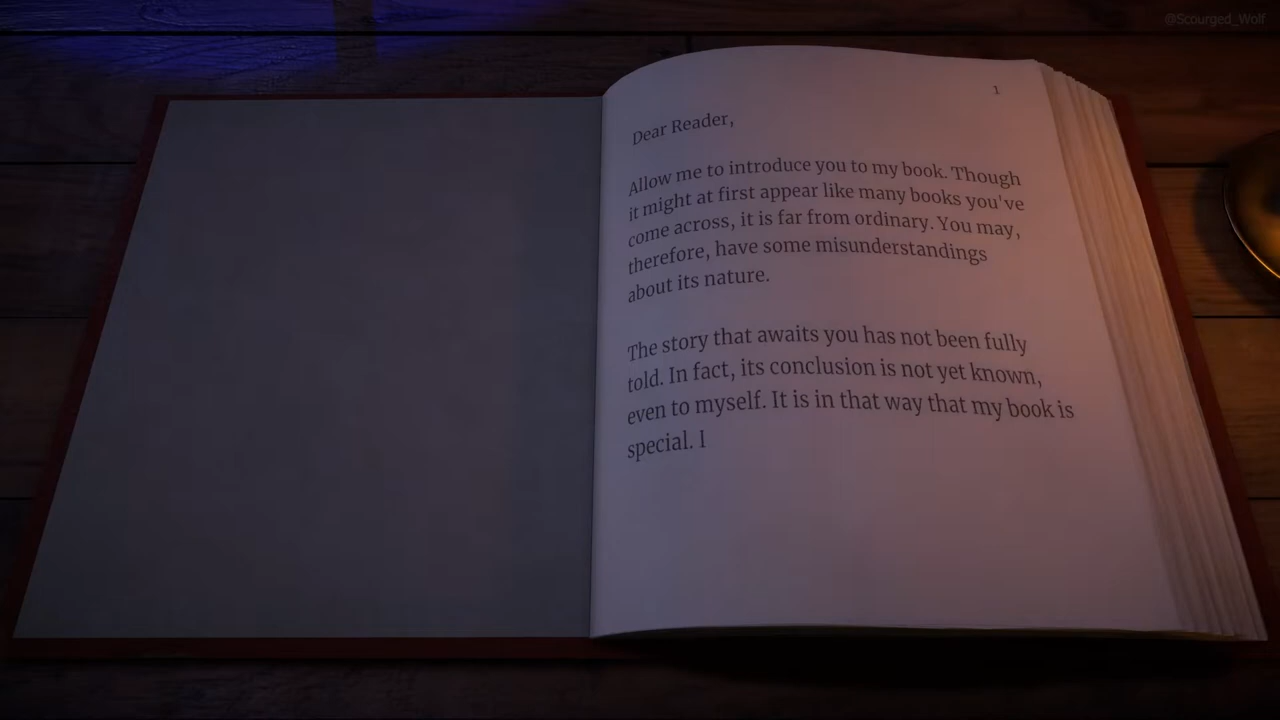 @Scourged_Wolf
1
Dear Reader,
Allow me to introduce you to my book. Though
it might at first appear like many books you've
come across, it is far from ordinary. You may,
therefore, have some misunderstandings
about its nature.
The story that awaits you has not been fully
told. In fact, its conclusion is not yet known,
even to myself. It is in that way that my book is
special. I